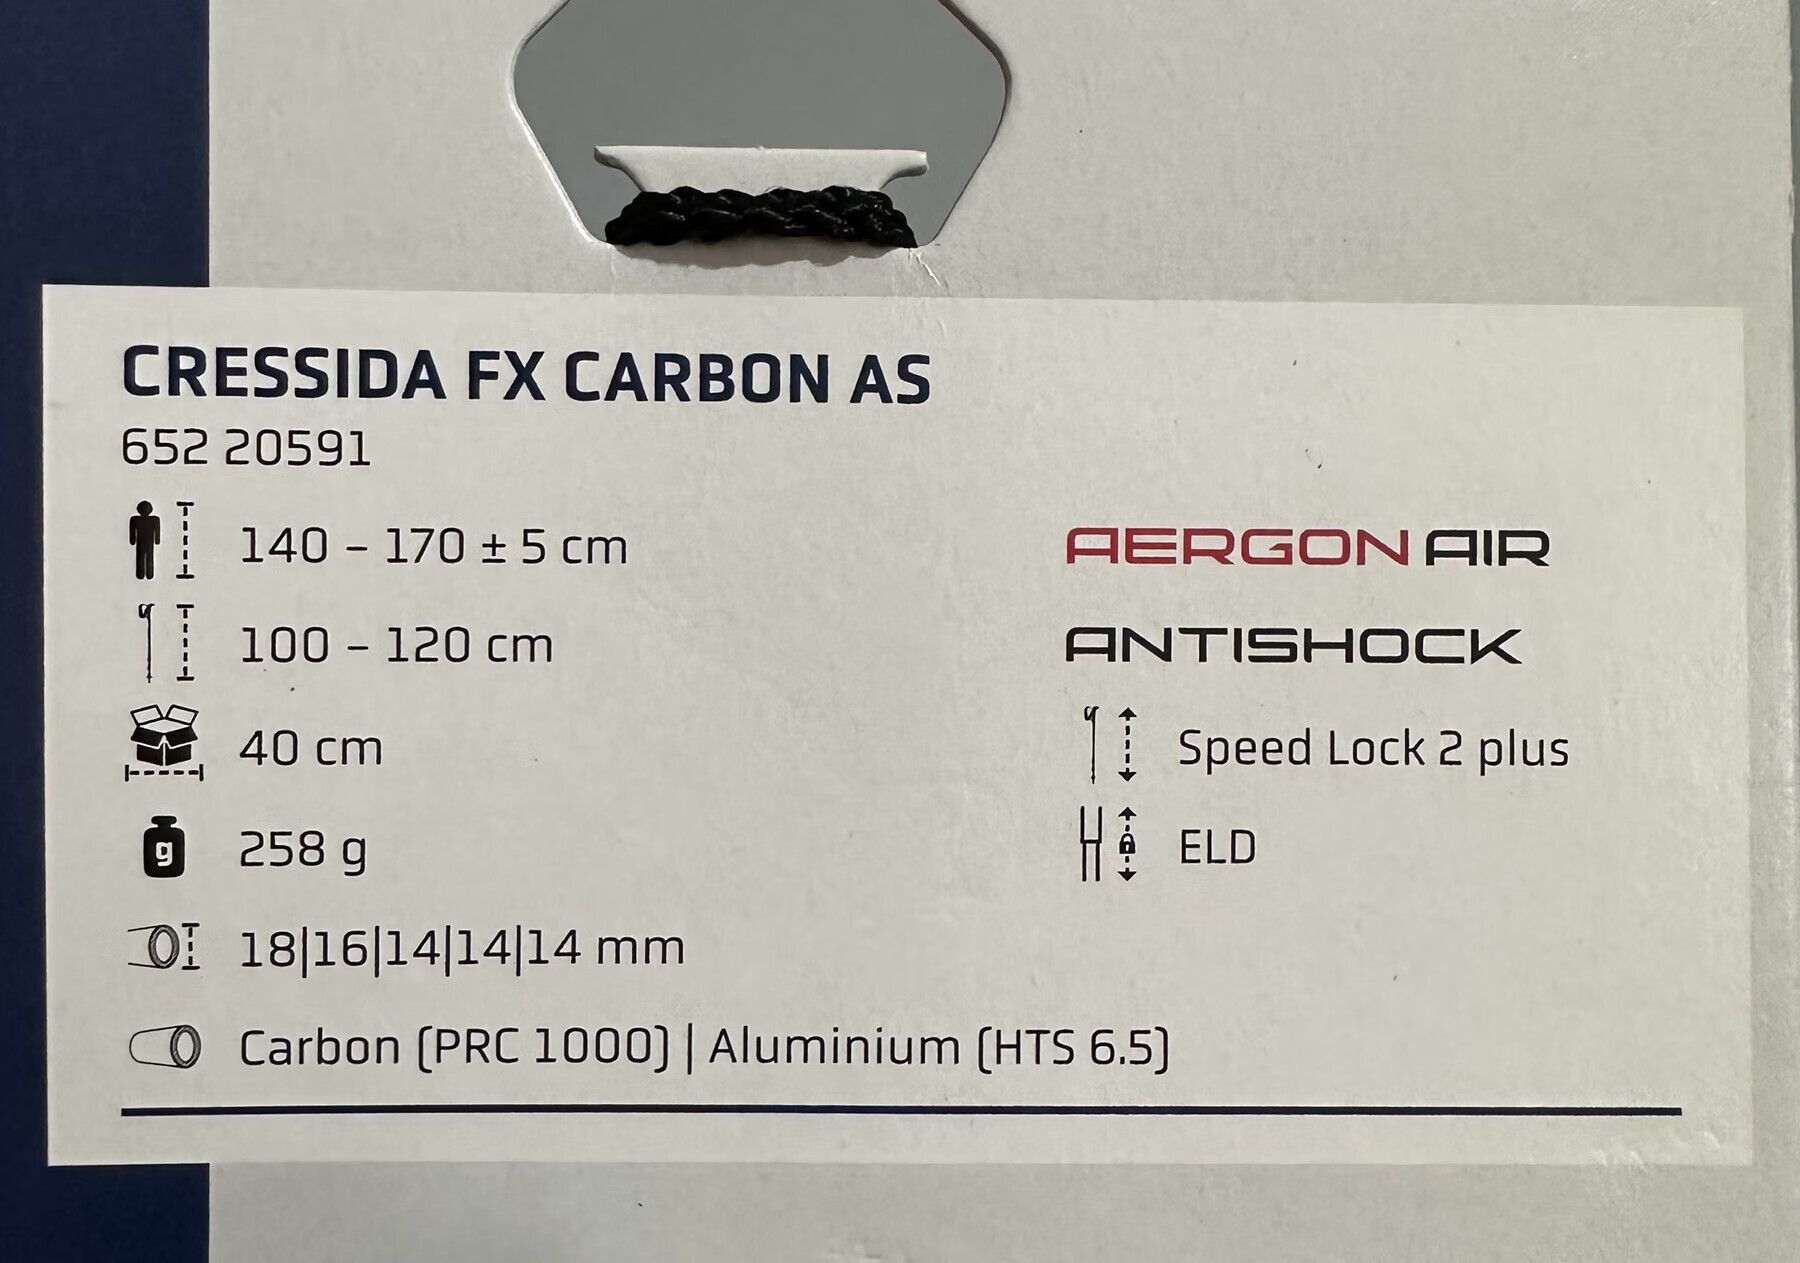 CRESSIDA FX CARBON AS
652 20591
140 – 170 ± 5 cm
100 – 120 cm
40 cm
g
258 g
18|16|14|14|14 mm
Carbon (PRC 1000) | Aluminium (HTS 6.5)
AERGON AIR
ANTISHOCK
Speed Lock 2 plus
ELD